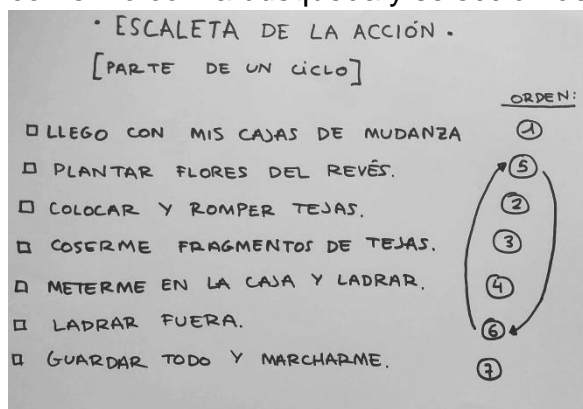 · ESCALETA DE LA ACCIÓN ·
[PARTE DE UN CICLO]
ORDEN:
LLEGO CON MIS CAJAS DE MUDANZA 1
PLANTAR FLORES DEL REVÉS. 5
COLOCAR Y ROMPER TEJAS. 2
COSERME FRAGMENTOS DE TEJAS. 3
METERME EN LA CAJA Y LADRAR. 4
LADRAR FUERA. 6
GUARDAR TODO Y MARCHARME. 7